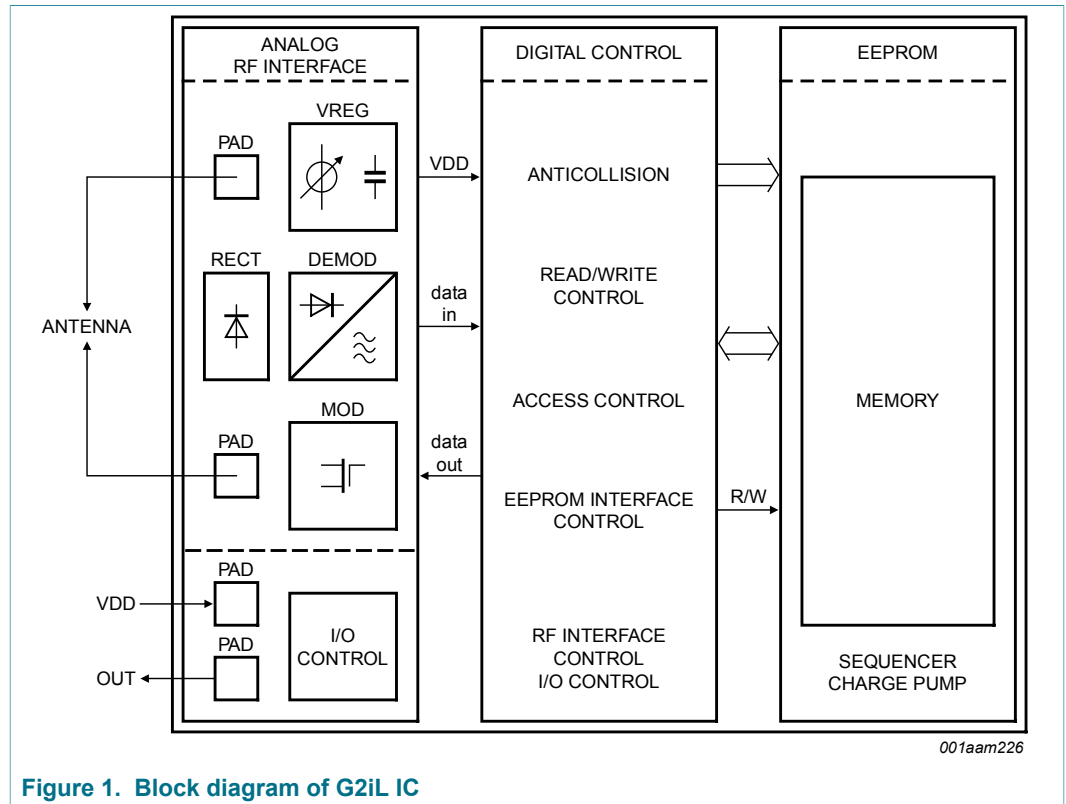 ANALOG
RF INTERFACE
VREG
PAD
RECT
DEMOD
ANTENNA
MOD
PAD
PAD
VDD
PAD
OUT
I/O
CONTROL
VDD
data
in
data
out
DIGITAL CONTROL
ANTICOLLISION
READ/WRITE
CONTROL
ACCESS CONTROL
EEPROM INTERFACE
CONTROL
RF INTERFACE
CONTROL
I/O CONTROL
R/W
EEPROM
MEMORY
SEQUENCER
CHARGE PUMP
001aam226
Figure 1. Block diagram of G2iL IC